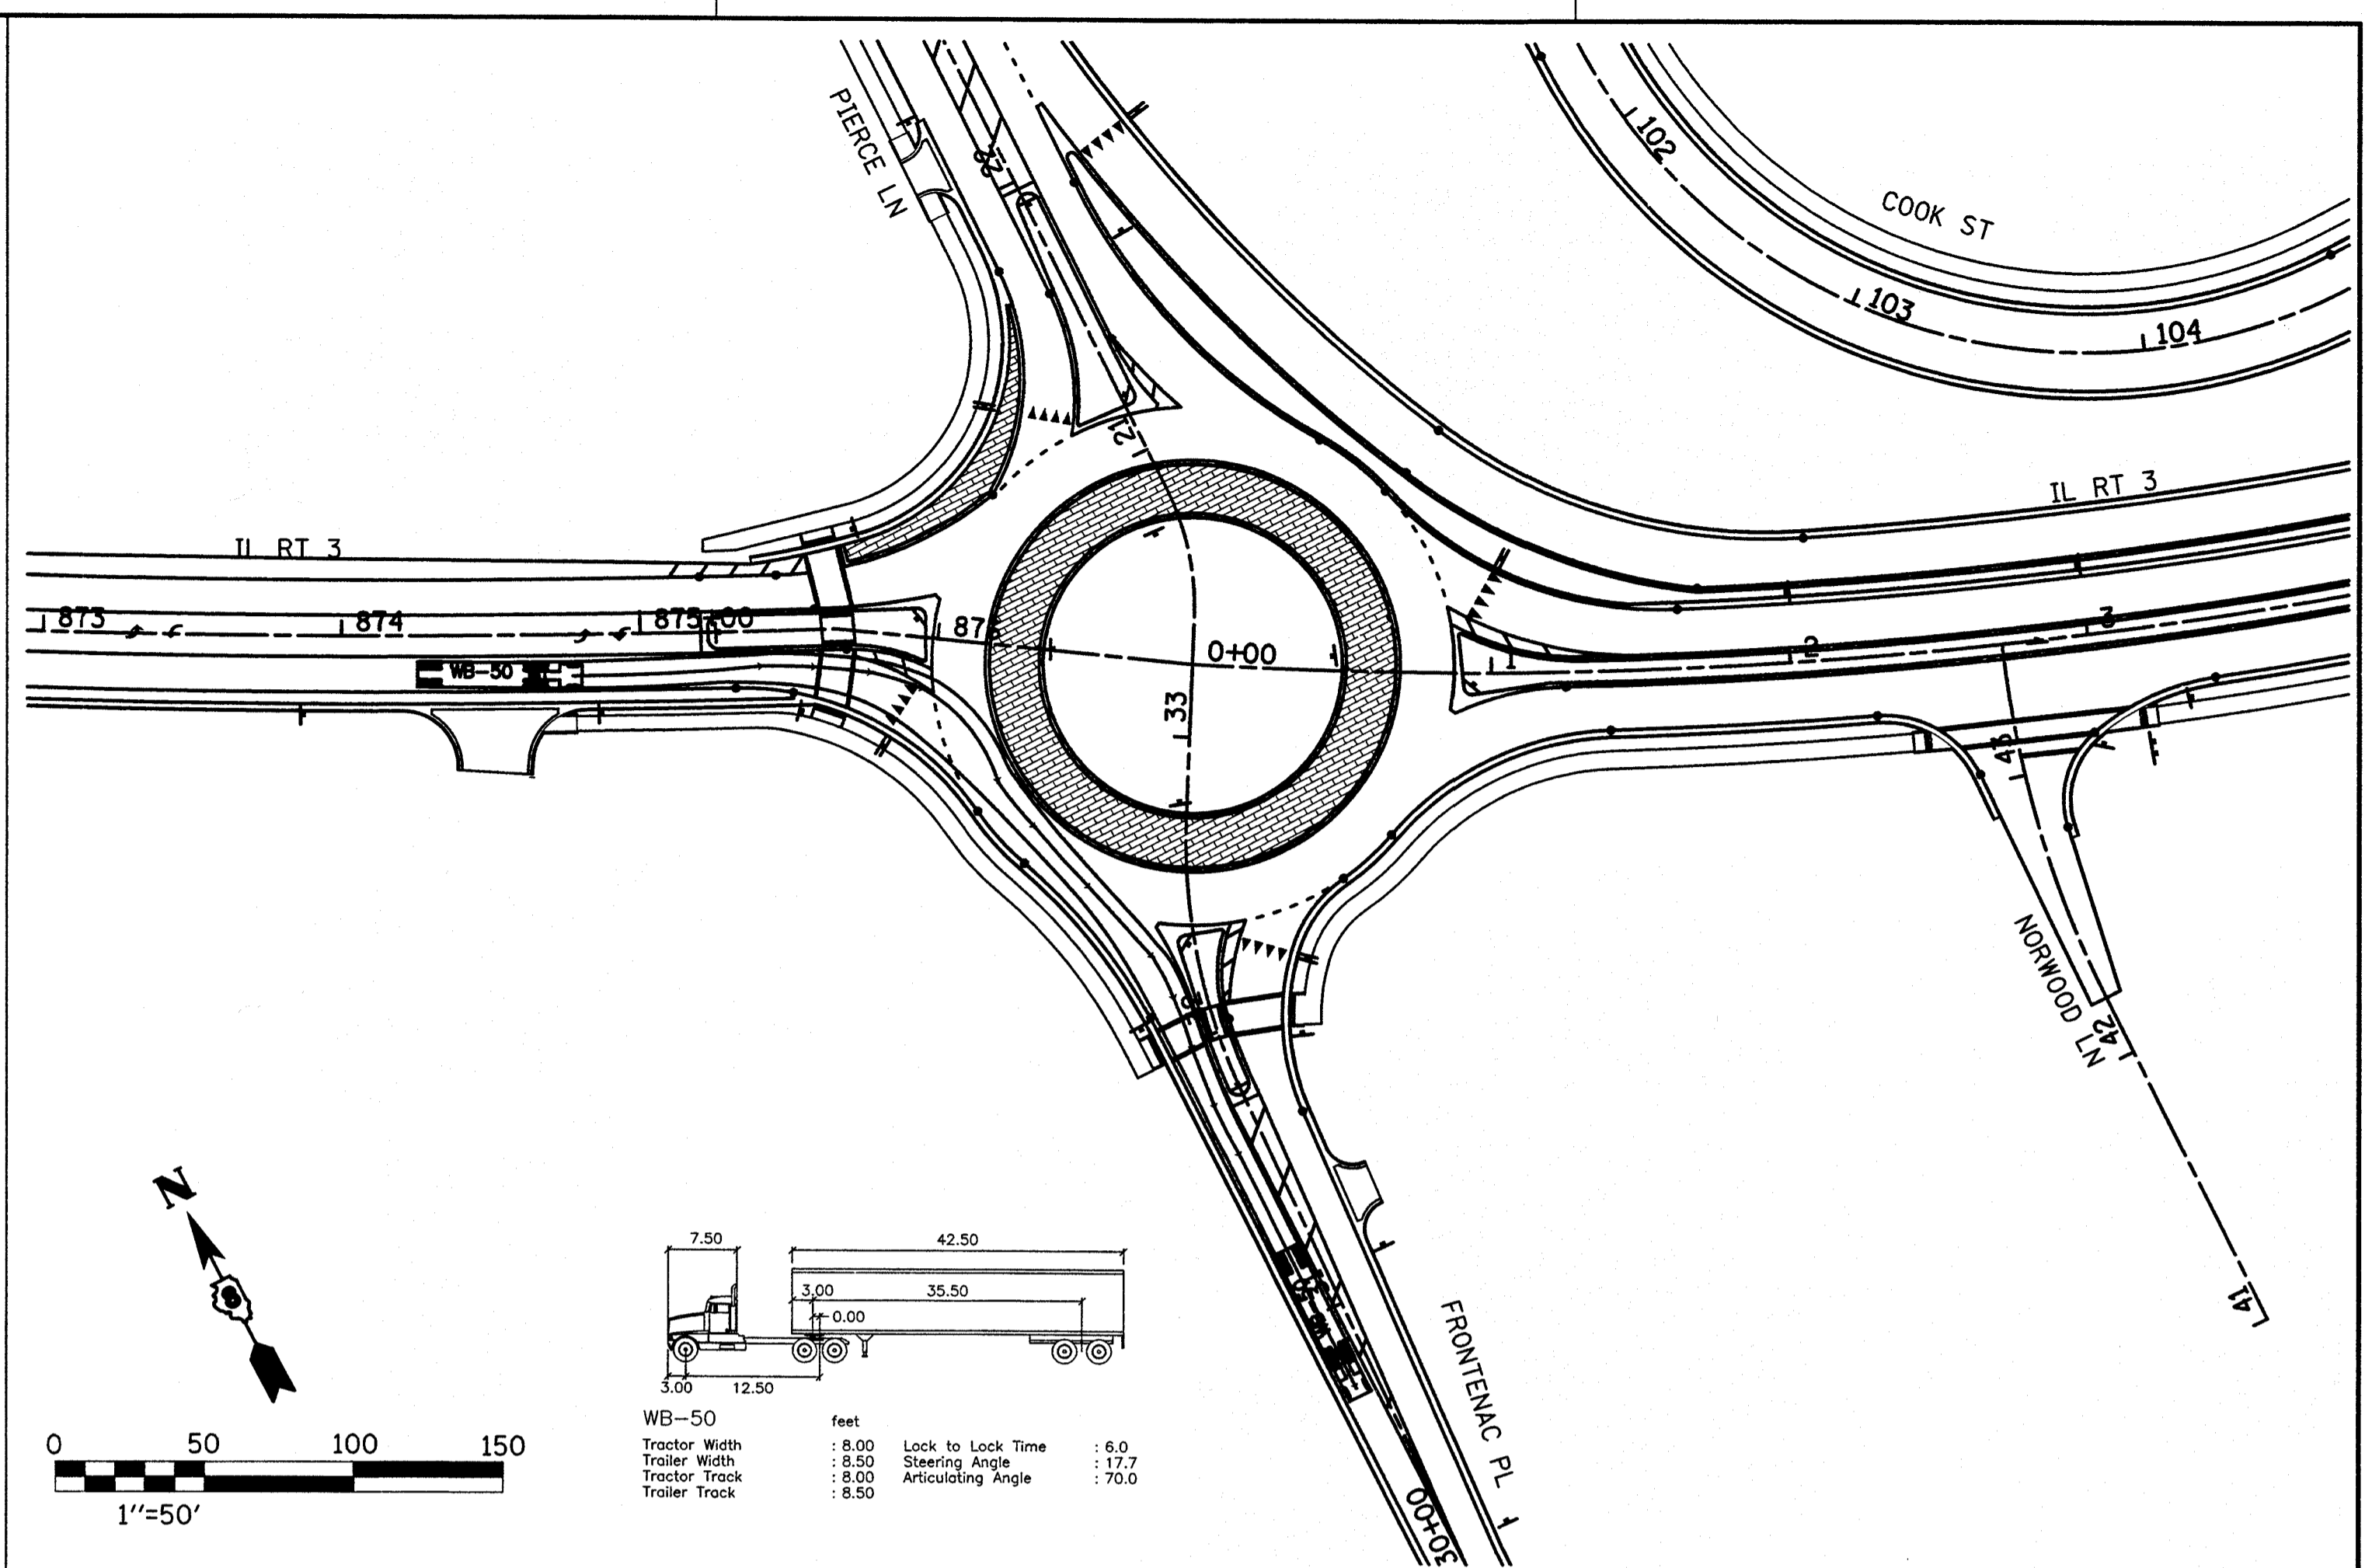 PIERCE LN
22
102
COOK ST
103
104
21
IL RT 3
IL RT 3
873
874
875+00
876
WB-50
0+00
1
2
3
33
43
NORWOOD LN
42
41
N
7.50
42.50
3.00
35.50
0.00
3.00
12.50
WB-50
feet
Tractor Width : 8.00 Lock to Lock Time : 6.0
Trailer Width : 8.50 Steering Angle : 17.7
Tractor Track : 8.00 Articulating Angle : 70.0
Trailer Track : 8.50
FRONTENAC PL
30+00
0 50 100 150
1"=50'